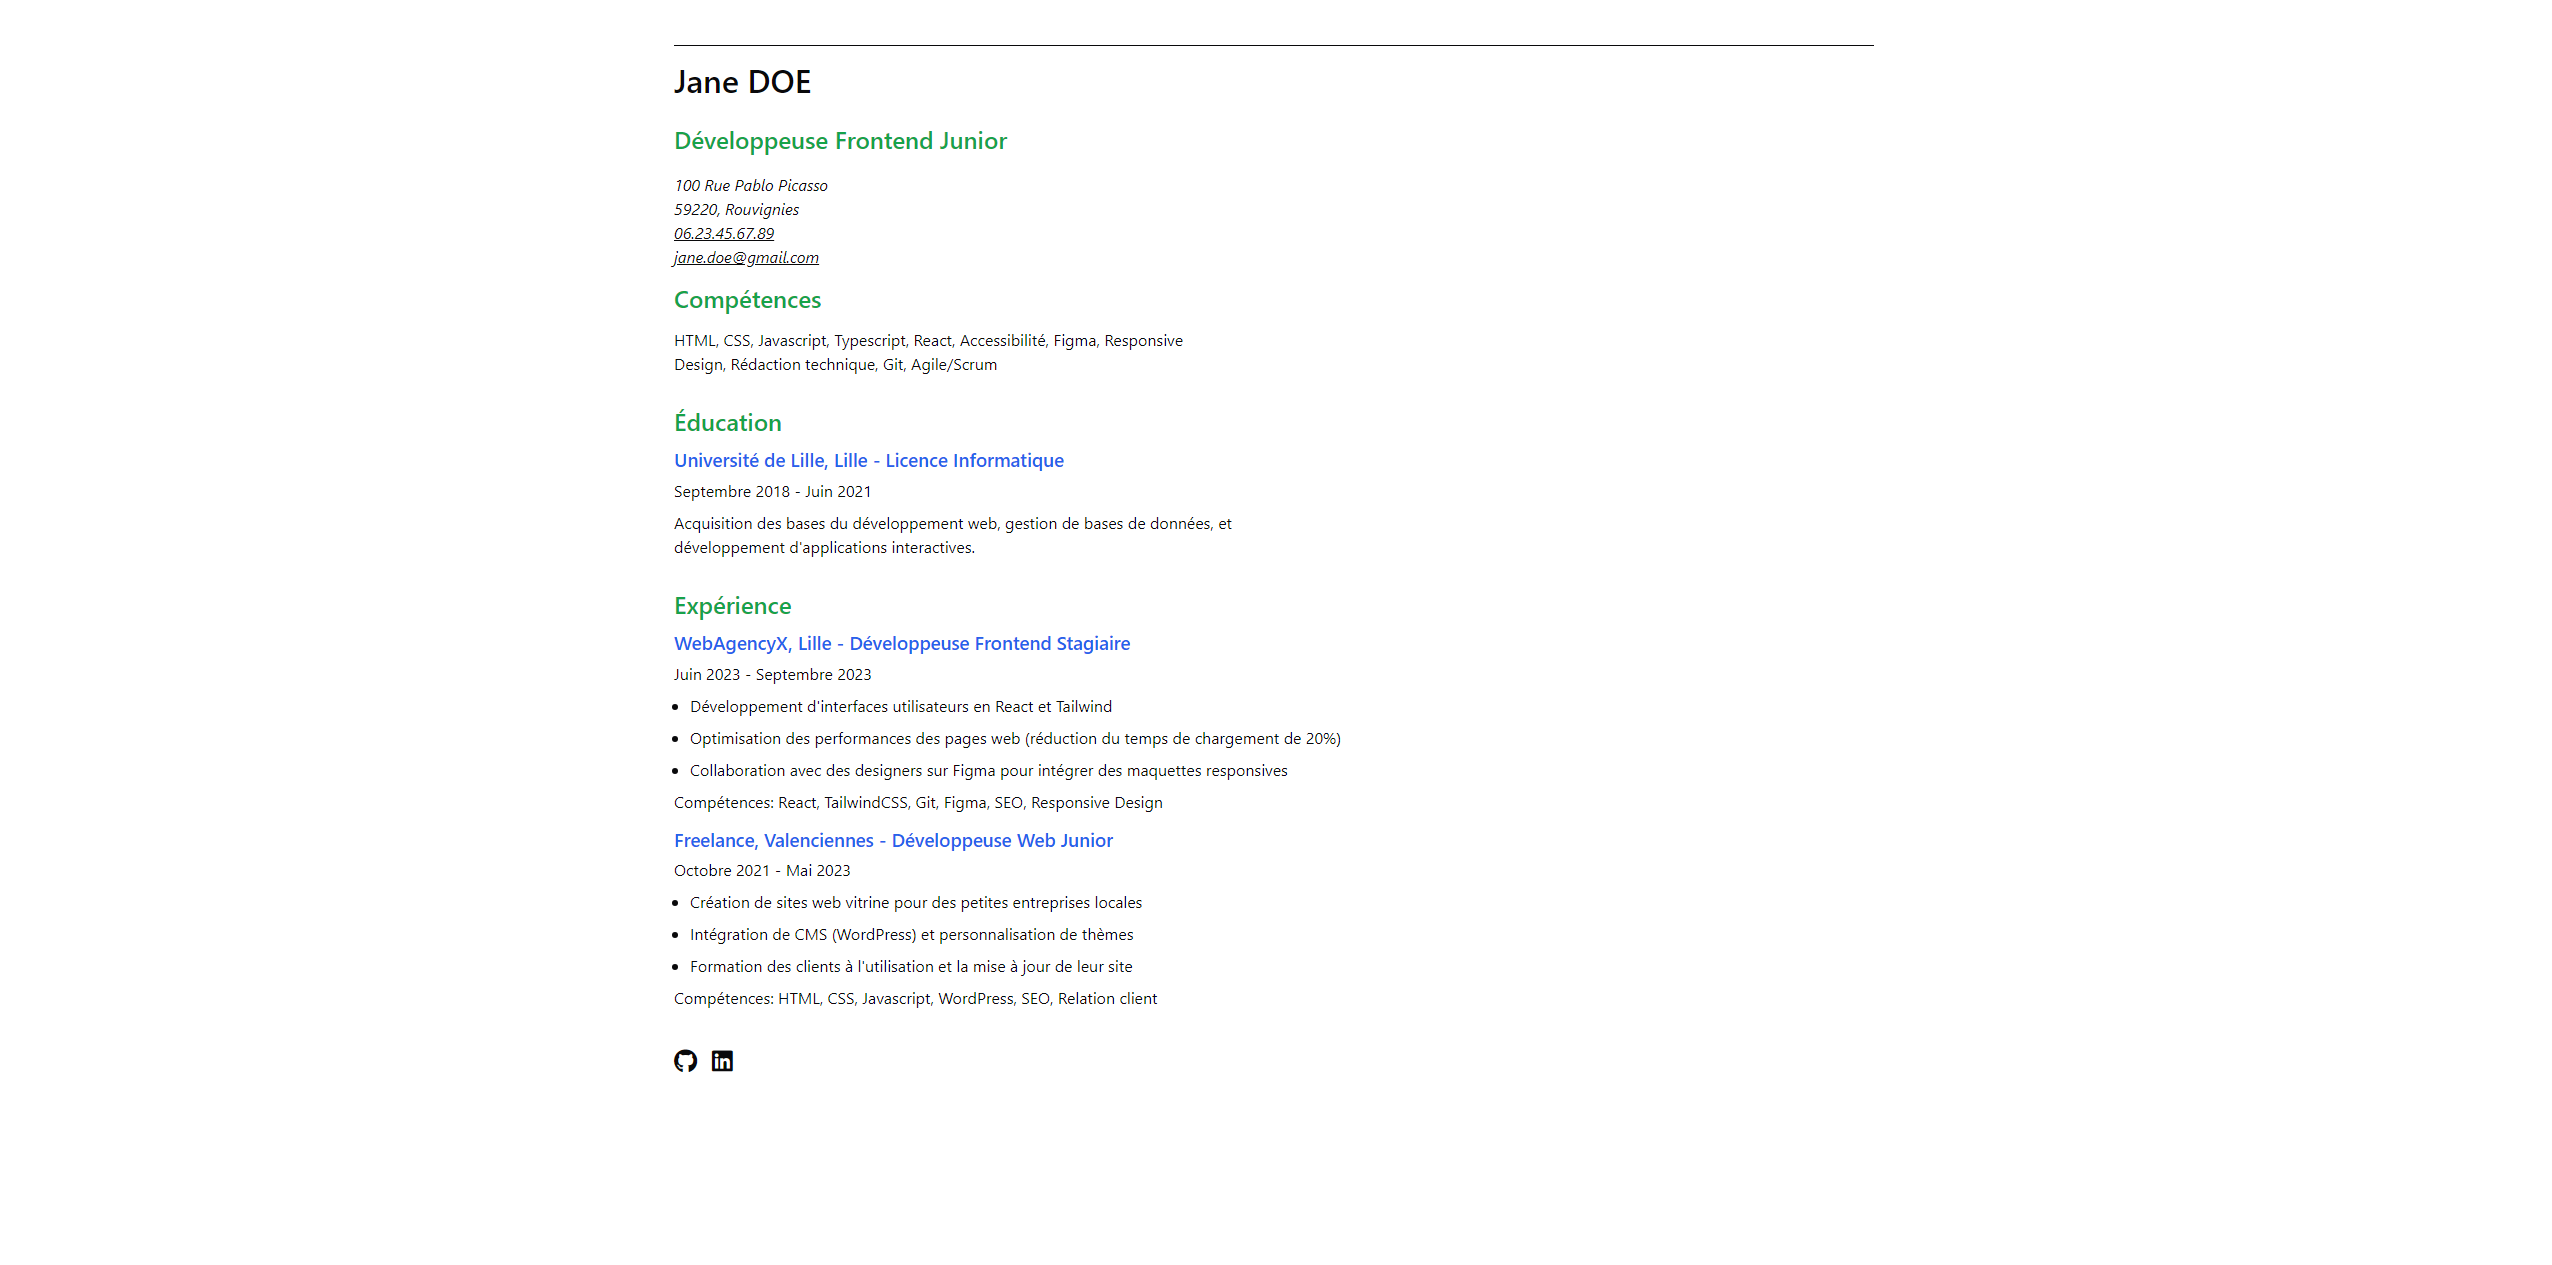 Jane DOE
Développeuse Frontend Junior
100 Rue Pablo Picasso
59220, Rouvignies
06.23.45.67.89
jane.doe@gmail.com
Compétences
HTML, CSS, Javascript, Typescript, React, Accessibilité, Figma, Responsive
Design, Rédaction technique, Git, Agile/Scrum
Éducation
Université de Lille, Lille - Licence Informatique
Septembre 2018 - Juin 2021
Acquisition des bases du développement web, gestion de bases de données, et
développement d'applications interactives.
Expérience
WebAgencyX, Lille - Développeuse Frontend Stagiaire
Juin 2023 - Septembre 2023
• Développement d'interfaces utilisateurs en React et Tailwind
• Optimisation des performances des pages web (réduction du temps de chargement de 20%)
• Collaboration avec des designers sur Figma pour intégrer des maquettes responsives
Compétences: React, TailwindCSS, Git, Figma, SEO, Responsive Design
Freelance, Valenciennes - Développeuse Web Junior
Octobre 2021 - Mai 2023
• Création de sites web vitrine pour des petites entreprises locales
• Intégration de CMS (WordPress) et personnalisation de thèmes
• Formation des clients à l'utilisation et la mise à jour de leur site
Compétences: HTML, CSS, Javascript, WordPress, SEO, Relation client
in